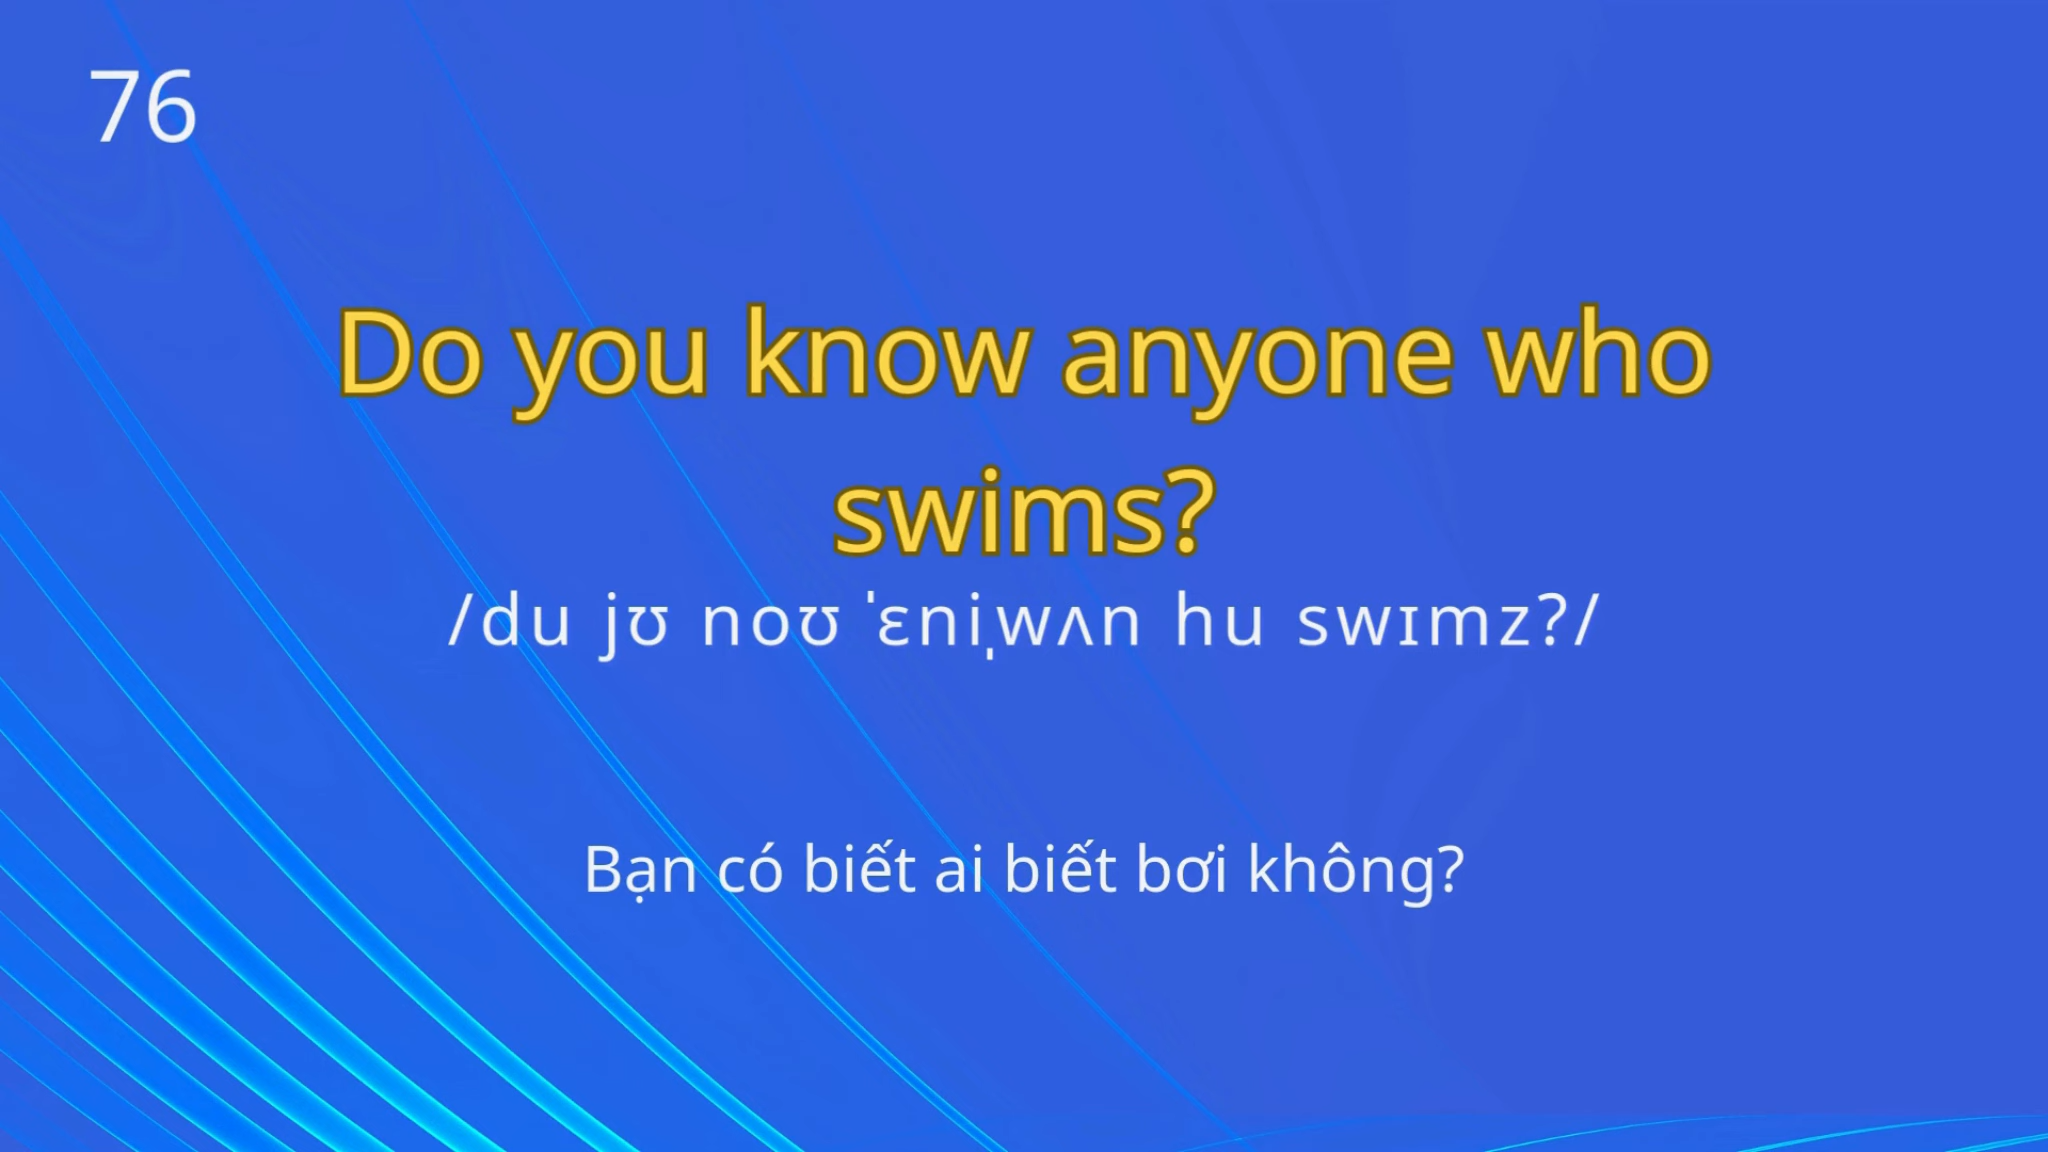 76
Do you know anyone who
swims?
/du jʊ noʊ ˈɛniˌwʌn hu swɪmz?/
Bạn có biết ai biết bơi không?